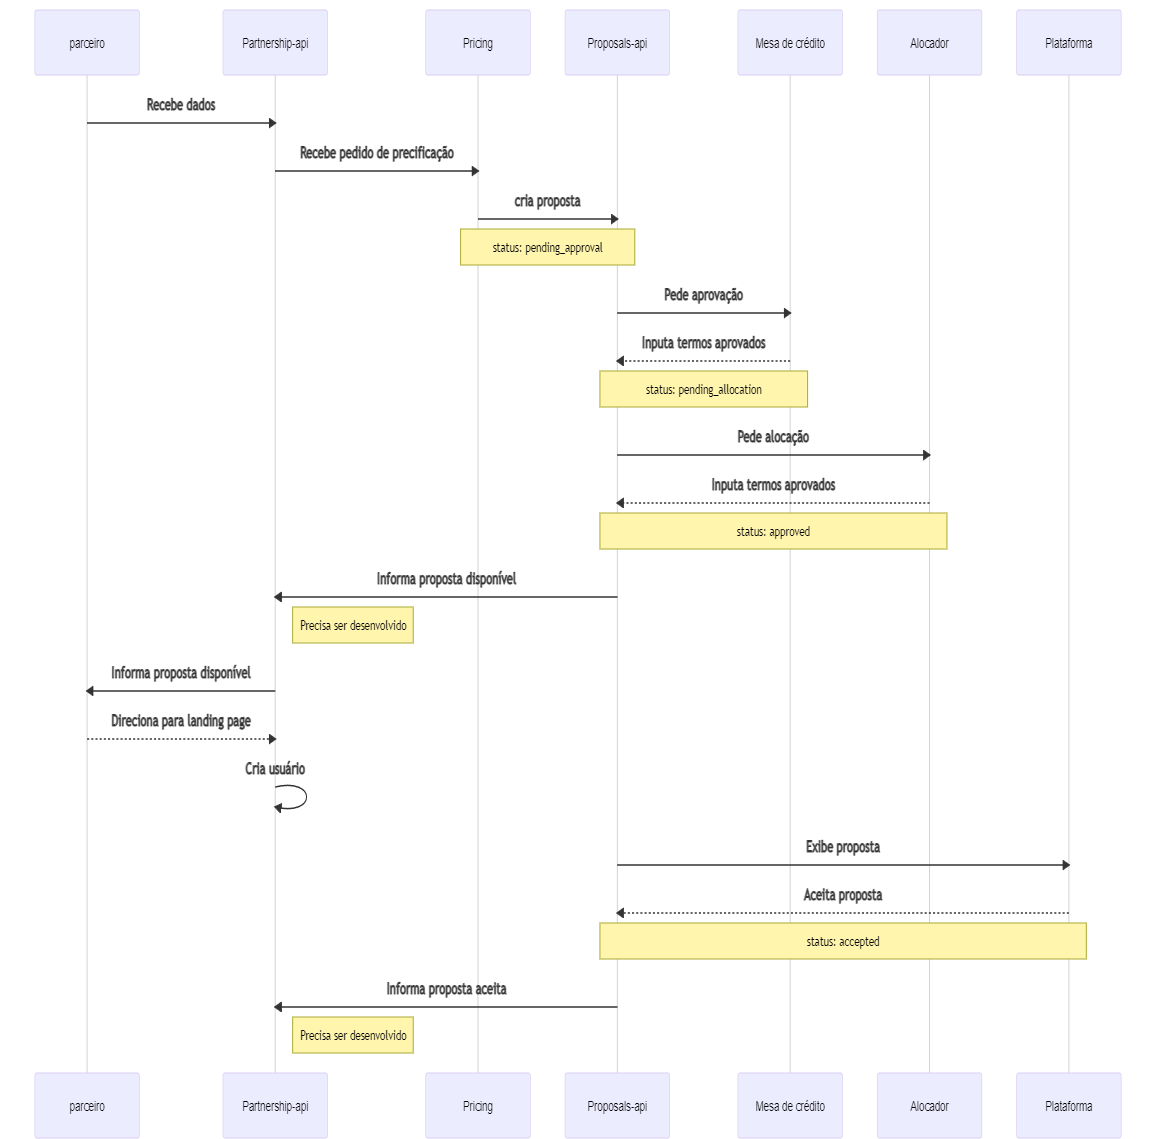 parceiro
Partnership-api
Pricing
Proposals-api
Mesa de crédito
Alocador
Plataforma
Recebe dados
Recebe pedido de precificação
cria proposta
status: pending_approval
Pede aprovação
Inputa termos aprovados
status: pending_allocation
Pede alocação
Inputa termos aprovados
status: approved
Informa proposta disponível
Precisa ser desenvolvido
Informa proposta disponível
Direciona para landing page
Cria usuário
Exibe proposta
Aceita proposta
status: accepted
Informa proposta aceita
Precisa ser desenvolvido
parceiro
Partnership-api
Pricing
Proposals-api
Mesa de crédito
Alocador
Plataforma